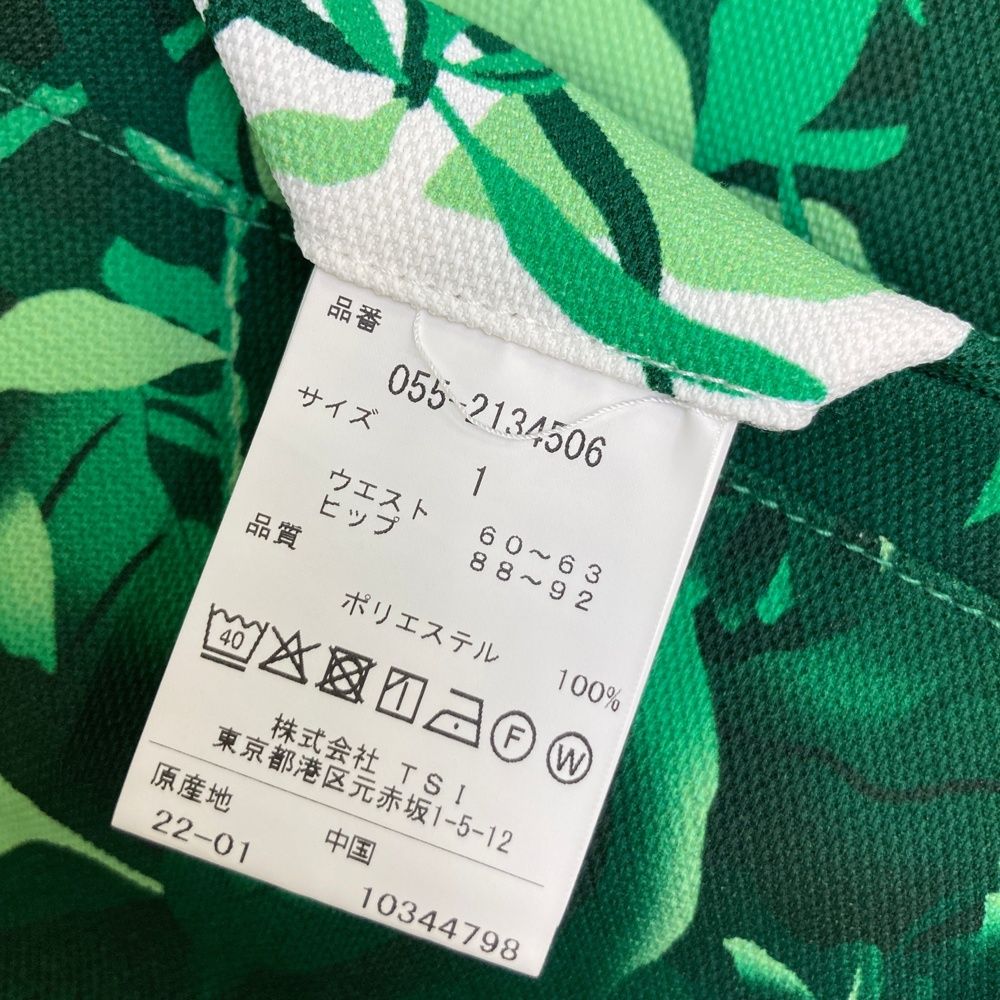 品番
055-2134506
サイズ
1
ウエスト 60～63
ヒップ 88～92
品質
ポリエステル 100%
40
F W
株式会社 TSI
東京都港区元赤坂1-5-12
原産地 中国
22-01 10344798